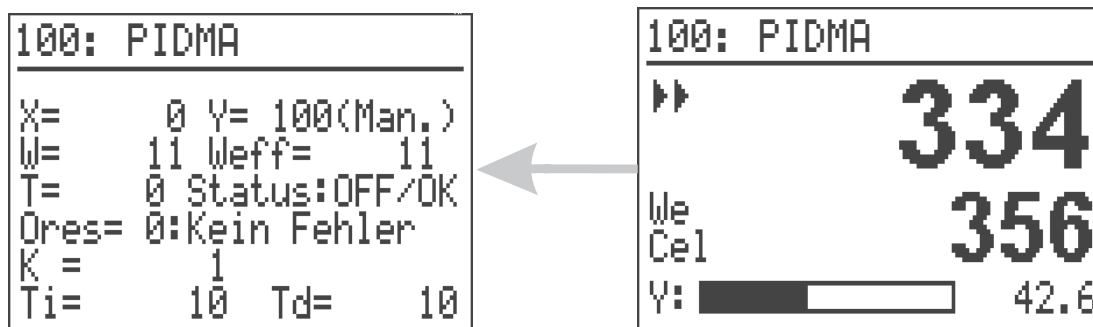 100: PIDMA
X= 0 Y= 100(Man.)
W= 11 Weff= 11
T= 0 Status:OFF/OK
Ores= 0:Kein Fehler
K = 1
Ti= 10 Td= 10
100: PIDMA
334
We
Cel 356
Y: 42.6